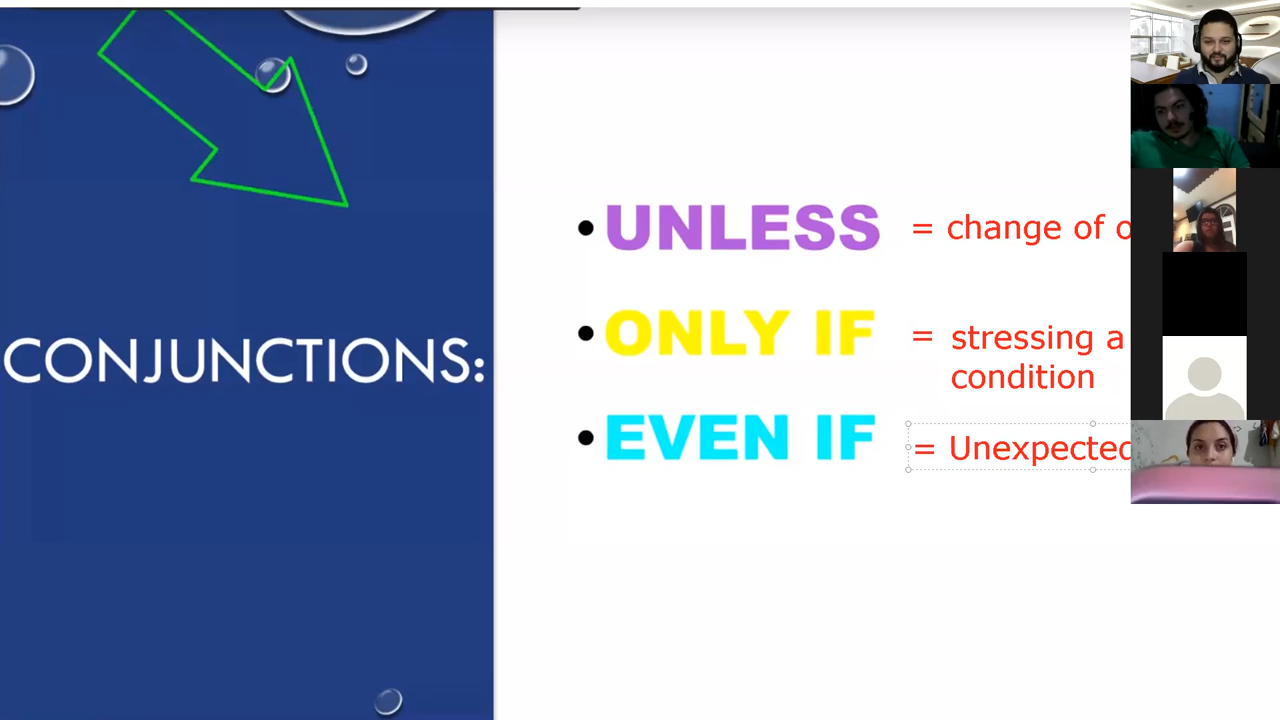 CONJUNCTIONS:
• UNLESS = change of
• ONLY IF = stressing a
condition
• EVEN IF = Unexpected